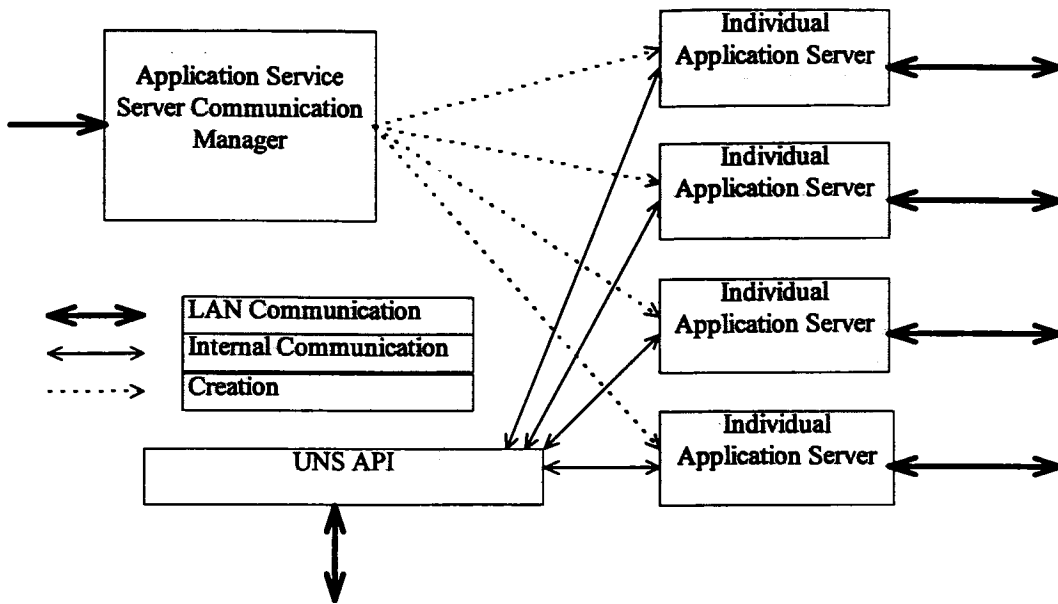 Application Service
Server Communication
Manager
Individual
Application Server
Individual
Application Server
Individual
Application Server
Individual
Application Server
LAN Communication
Internal Communication
Creation
UNS API